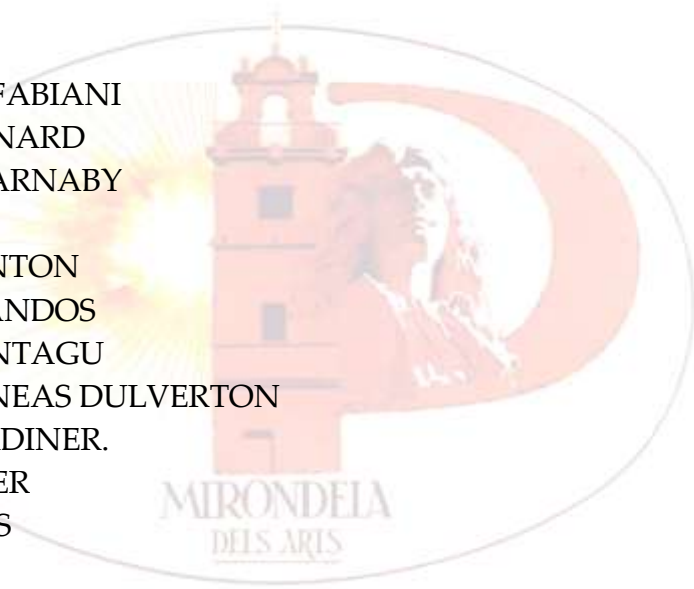 FABIANI
NARD
ARNABY
NTON
ANDOS
NTAGU
NEAS DULVERTON
DINER.
ER
S
MIRONDELA
DELS ARTS